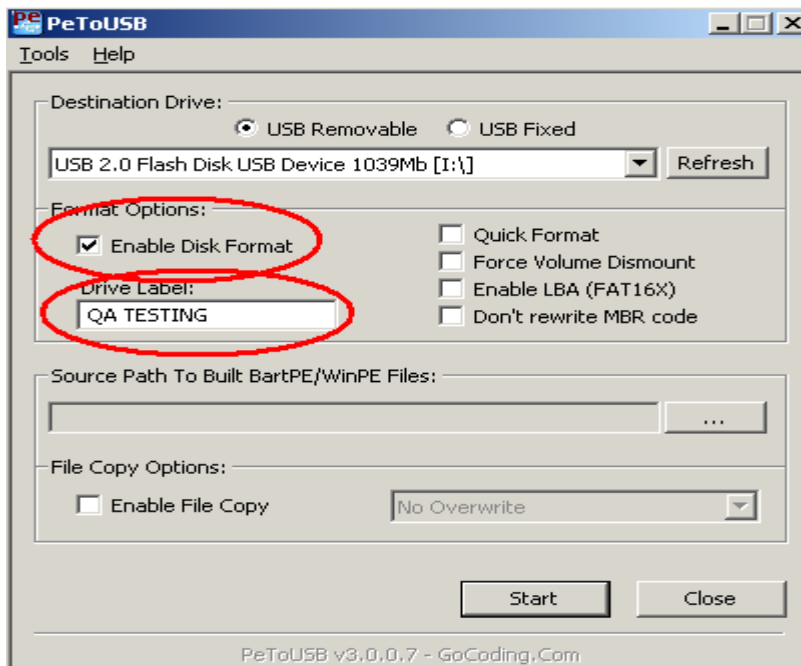 PeToUSB
Tools Help
Destination Drive:
USB Removable USB Fixed
USB 2.0 Flash Disk USB Device 1039Mb [I:\] Refresh
Format Options:
Enable Disk Format
Quick Format
Force Volume Dismount
Drive Label:
Enable LBA (FAT16X)
QA TESTING
Don't rewrite MBR code
Source Path To Built BartPE/WinPE Files:
...
File Copy Options:
Enable File Copy No Overwrite
Start Close
PeToUSB v3.0.0.7 - GoCoding.Com